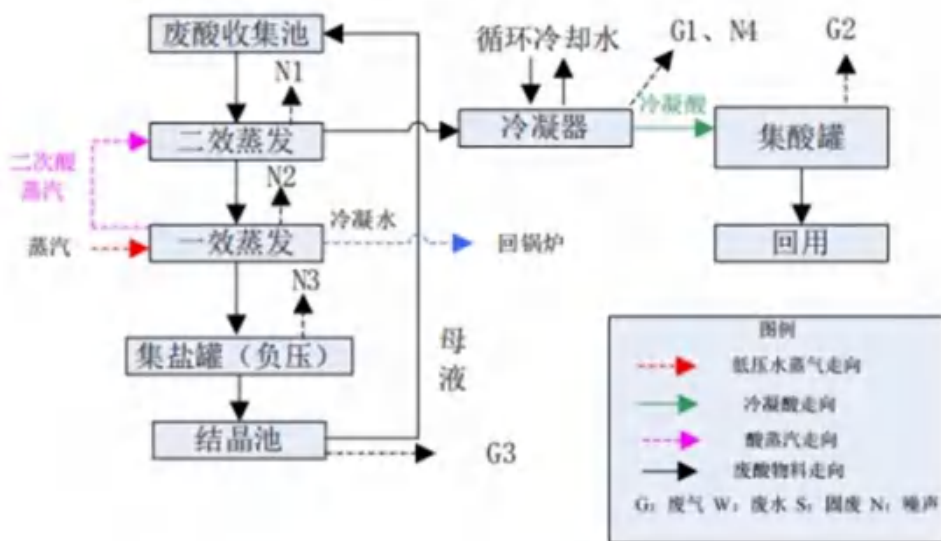 废酸收集池
N1
二效蒸发
二次酸
蒸汽
N2
蒸汽
一效蒸发
冷凝水
回锅炉
N3
集盐罐（负压）
结晶池
母
液
G3
循环冷却水
冷凝器
G1、N4
冷凝酸
G2
集酸罐
回用
图例
低压水蒸气走向
冷凝酸走向
酸蒸汽走向
废酸物料走向
G：废气 W：废水 S：固废 N：噪声